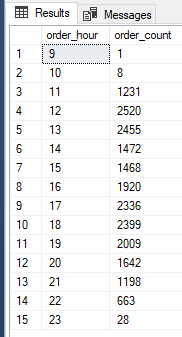 Results Messages
order_hour order_count
1 9 1
2 10 8
3 11 1231
4 12 2520
5 13 2455
6 14 1472
7 15 1468
8 16 1920
9 17 2336
10 18 2399
11 19 2009
12 20 1642
13 21 1198
14 22 663
15 23 28